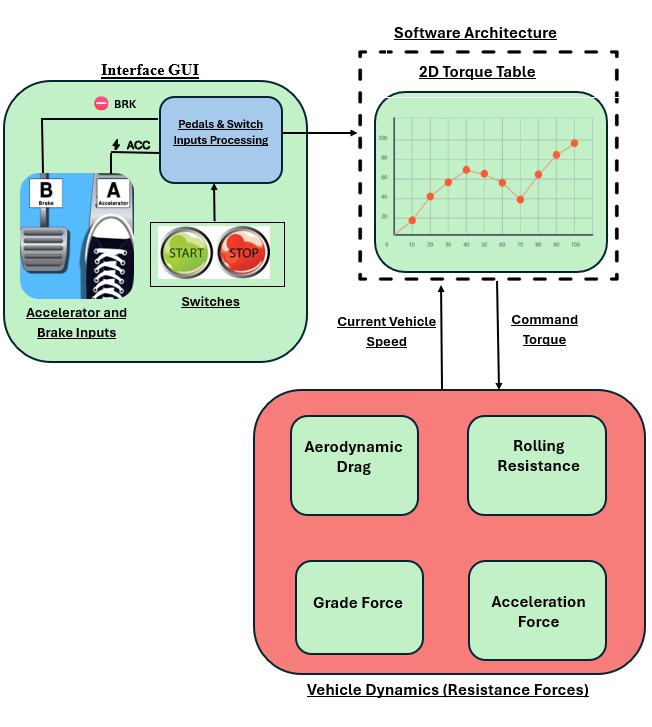 Software Architecture
Interface GUI
2D Torque Table
BRK
ACC
Pedals & Switch
Inputs Processing
B
Brake
A
Accelerator
START
STOP
Switches
Accelerator and
Brake Inputs
100
80
60
40
20
0
10 20 30 40 50 60 70 80 90 100
Current Vehicle
Speed
Command
Torque
Aerodynamic
Drag
Rolling
Resistance
Grade Force
Acceleration
Force
Vehicle Dynamics (Resistance Forces)